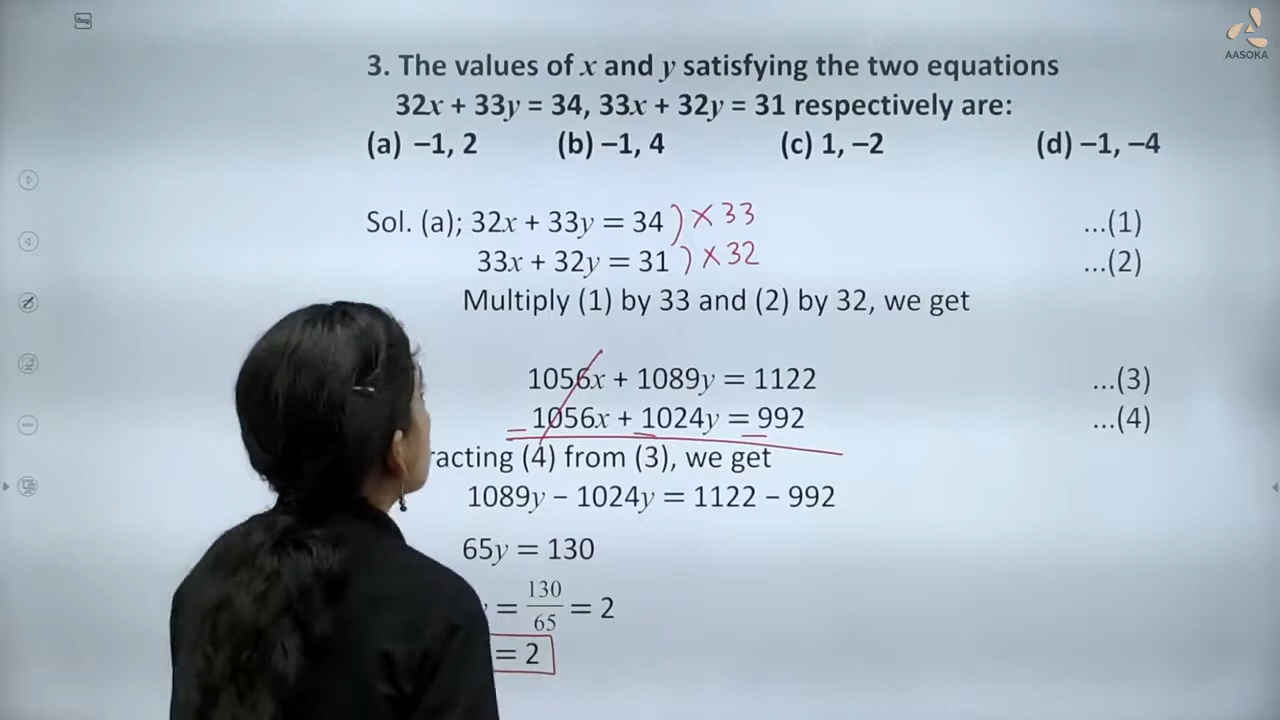 AASOKA
3. The values of x and y satisfying the two equations
32x + 33y = 34, 33x + 32y = 31 respectively are:
(a) –1, 2 (b) –1, 4 (c) 1, –2 (d) –1, –4
Sol. (a); 32x + 33y = 34 ) × 33 ...(1)
33x + 32y = 31 ) × 32 ...(2)
Multiply (1) by 33 and (2) by 32, we get
1056x + 1089y = 1122 ...(3)
1056x + 1024y = 992 ...(4)
racting (4) from (3), we get
1089y – 1024y = 1122 – 992
65y = 130
= 130/65 = 2
= 2